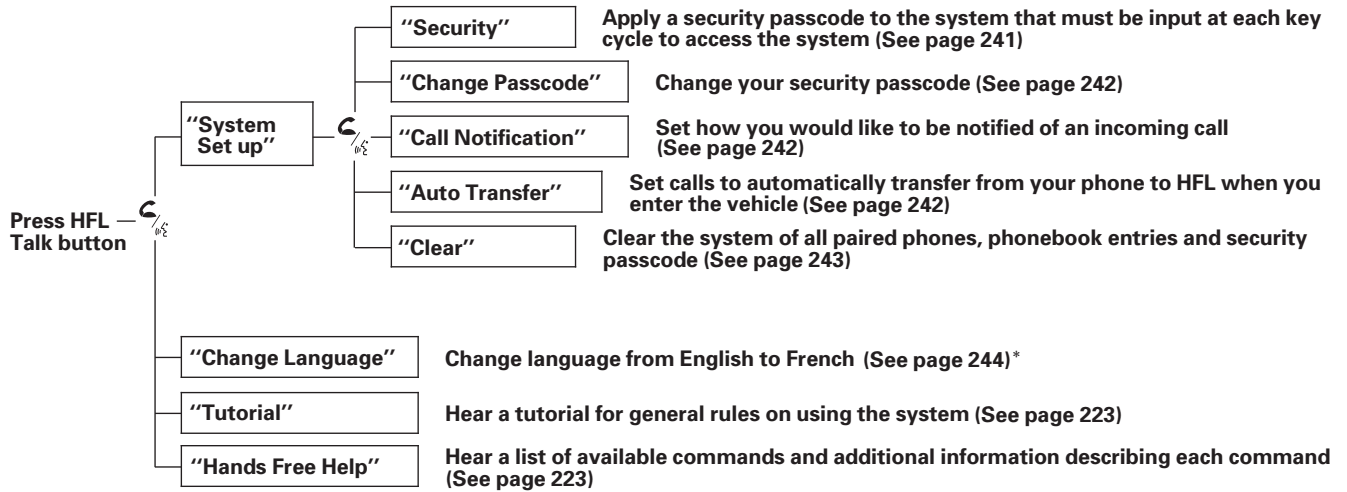 "Security"
Apply a security passcode to the system that must be input at each key
cycle to access the system (See page 241)
"Change Passcode"
Change your security passcode (See page 242)
"System
Set up"
"Call Notification"
Set how you would like to be notified of an incoming call
(See page 242)
"Auto Transfer"
Set calls to automatically transfer from your phone to HFL when you
enter the vehicle (See page 242)
Press HFL
Talk button
"Clear"
Clear the system of all paired phones, phonebook entries and security
passcode (See page 243)
"Change Language"
Change language from English to French (See page 244)*
"Tutorial"
Hear a tutorial for general rules on using the system (See page 223)
"Hands Free Help"
Hear a list of available commands and additional information describing each command
(See page 223)